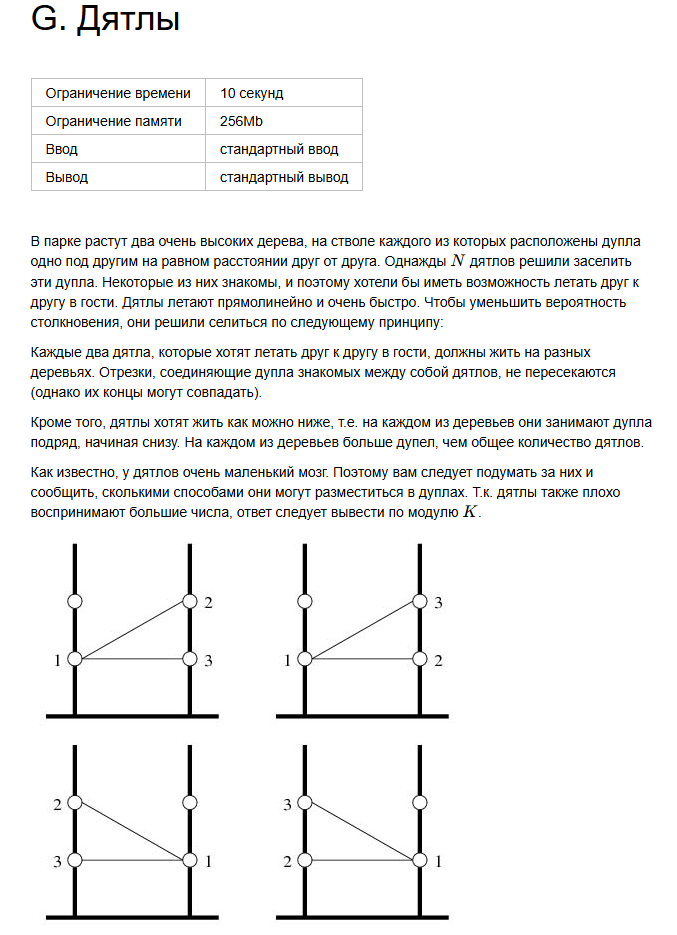 G. Дятлы
Ограничение времени 10 секунд
Ограничение памяти 256Mb
Ввод стандартный ввод
Вывод стандартный вывод
В парке растут два очень высоких дерева, на стволе каждого из которых расположены дупла
одно под другим на равном расстоянии друг от друга. Однажды N дятлов решили заселить
эти дупла. Некоторые из них знакомы, и поэтому хотели бы иметь возможность летать друг к
другу в гости. Дятлы летают прямолинейно и очень быстро. Чтобы уменьшить вероятность
столкновения, они решили селиться по следующему принципу:
Каждые два дятла, которые хотят летать друг к другу в гости, должны жить на разных
деревьях. Отрезки, соединяющие дупла знакомых между собой дятлов, не пересекаются
(однако их концы могут совпадать).
Кроме того, дятлы хотят жить как можно ниже, т.е. на каждом из деревьев они занимают дупла
подряд, начиная снизу. На каждом из деревьев больше дупел, чем общее количество дятлов.
Как известно, у дятлов очень маленький мозг. Поэтому вам следует подумать за них и
сообщить, сколькими способами они могут разместиться в дуплах. Т.к. дятлы также плохо
воспринимают большие числа, ответ следует вывести по модулю K.
2 3
1 3 1 2
2 3
3 1 2 1